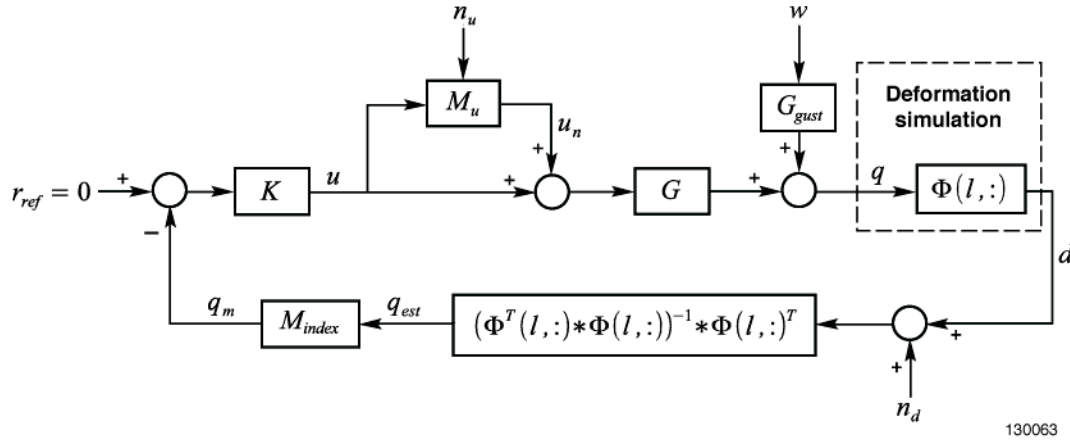 n_u
w
M_u
G_gust
Deformation
simulation
u_n
+
+
r_ref = 0
+
K
u
+
G
+
q
Φ(l,:)
−
d
q_m
M_index
q_est
(Φ^T(l,:)*Φ(l,:))^-1*Φ(l,:)^T
+
+
n_d
130063